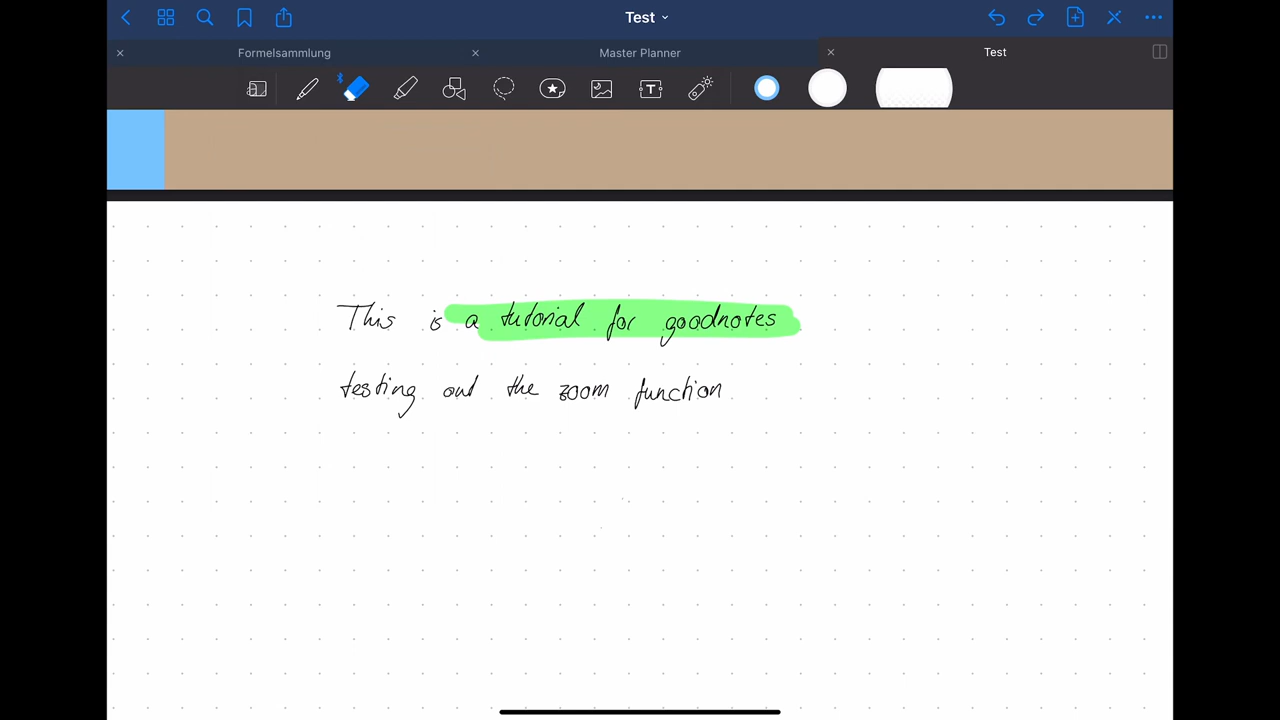 Test
Formelsammlung
Master Planner
Test
This is a tutorial for goodnotes
testing out the zoom function